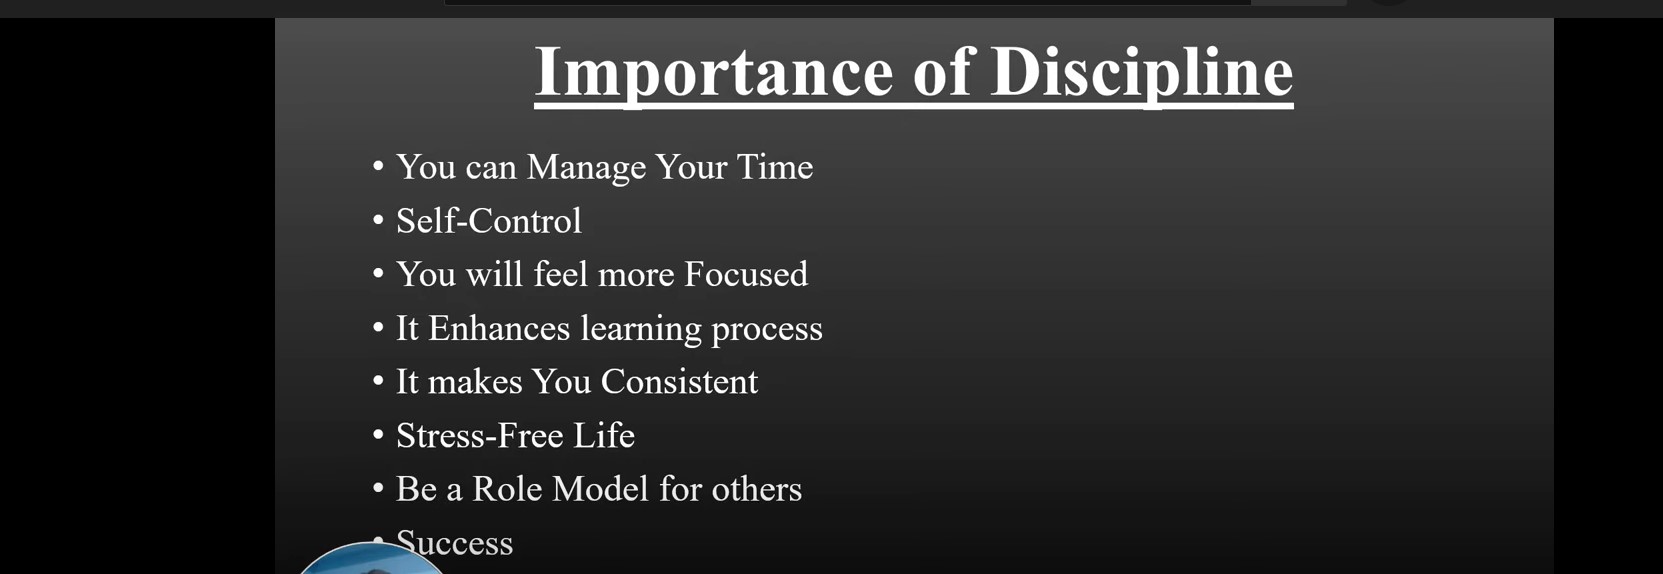 Importance of Discipline
• You can Manage Your Time
• Self-Control
• You will feel more Focused
• It Enhances learning process
• It makes You Consistent
• Stress-Free Life
• Be a Role Model for others
• Success